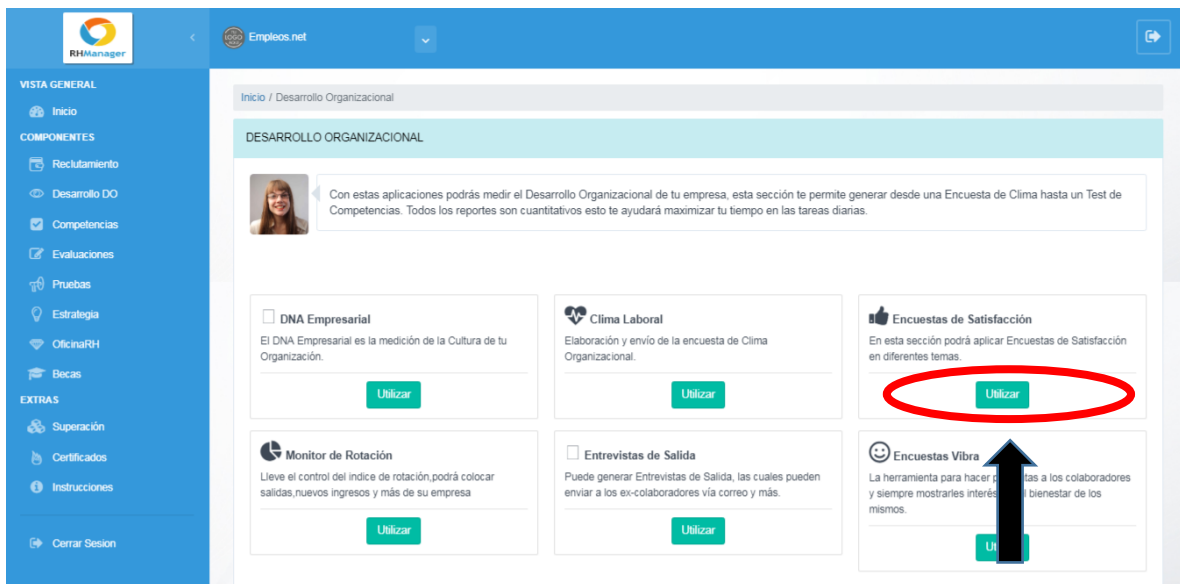 RHManager
LOGO
Empleos.net
VISTA GENERAL
Inicio
COMPONENTES
Reclutamiento
Desarrollo DO
Competencias
Evaluaciones
Pruebas
Estrategia
OficinaRH
Becas
EXTRAS
Superación
Certificados
Instrucciones
Cerrar Sesion
Inicio / Desarrollo Organizacional
DESARROLLO ORGANIZACIONAL
Con estas aplicaciones podrás medir el Desarrollo Organizacional de tu empresa, esta sección te permite generar desde una Encuesta de Clima hasta un Test de
Competencias. Todos los reportes son cuantitativos esto te ayudará maximizar tu tiempo en las tareas diarias.
DNA Empresarial
El DNA Empresarial es la medición de la Cultura de tu
Organización.
Utilizar
Clima Laboral
Elaboración y envío de la encuesta de Clima
Organizacional.
Utilizar
Encuestas de Satisfacción
En esta sección podrá aplicar Encuestas de Satisfacción
en diferentes temas.
Utilizar
Monitor de Rotación
Lleve el control del indice de rotación,podrá colocar
salidas,nuevos ingresos y más de su empresa
Utilizar
Entrevistas de Salida
Puede generar Entrevistas de Salida, las cuales pueden
enviar a los ex-colaboradores vía correo y más.
Utilizar
Encuestas Vibra
La herramienta para hacer a los colaboradores
y siempre mostrarles bienestar de los
mismos.